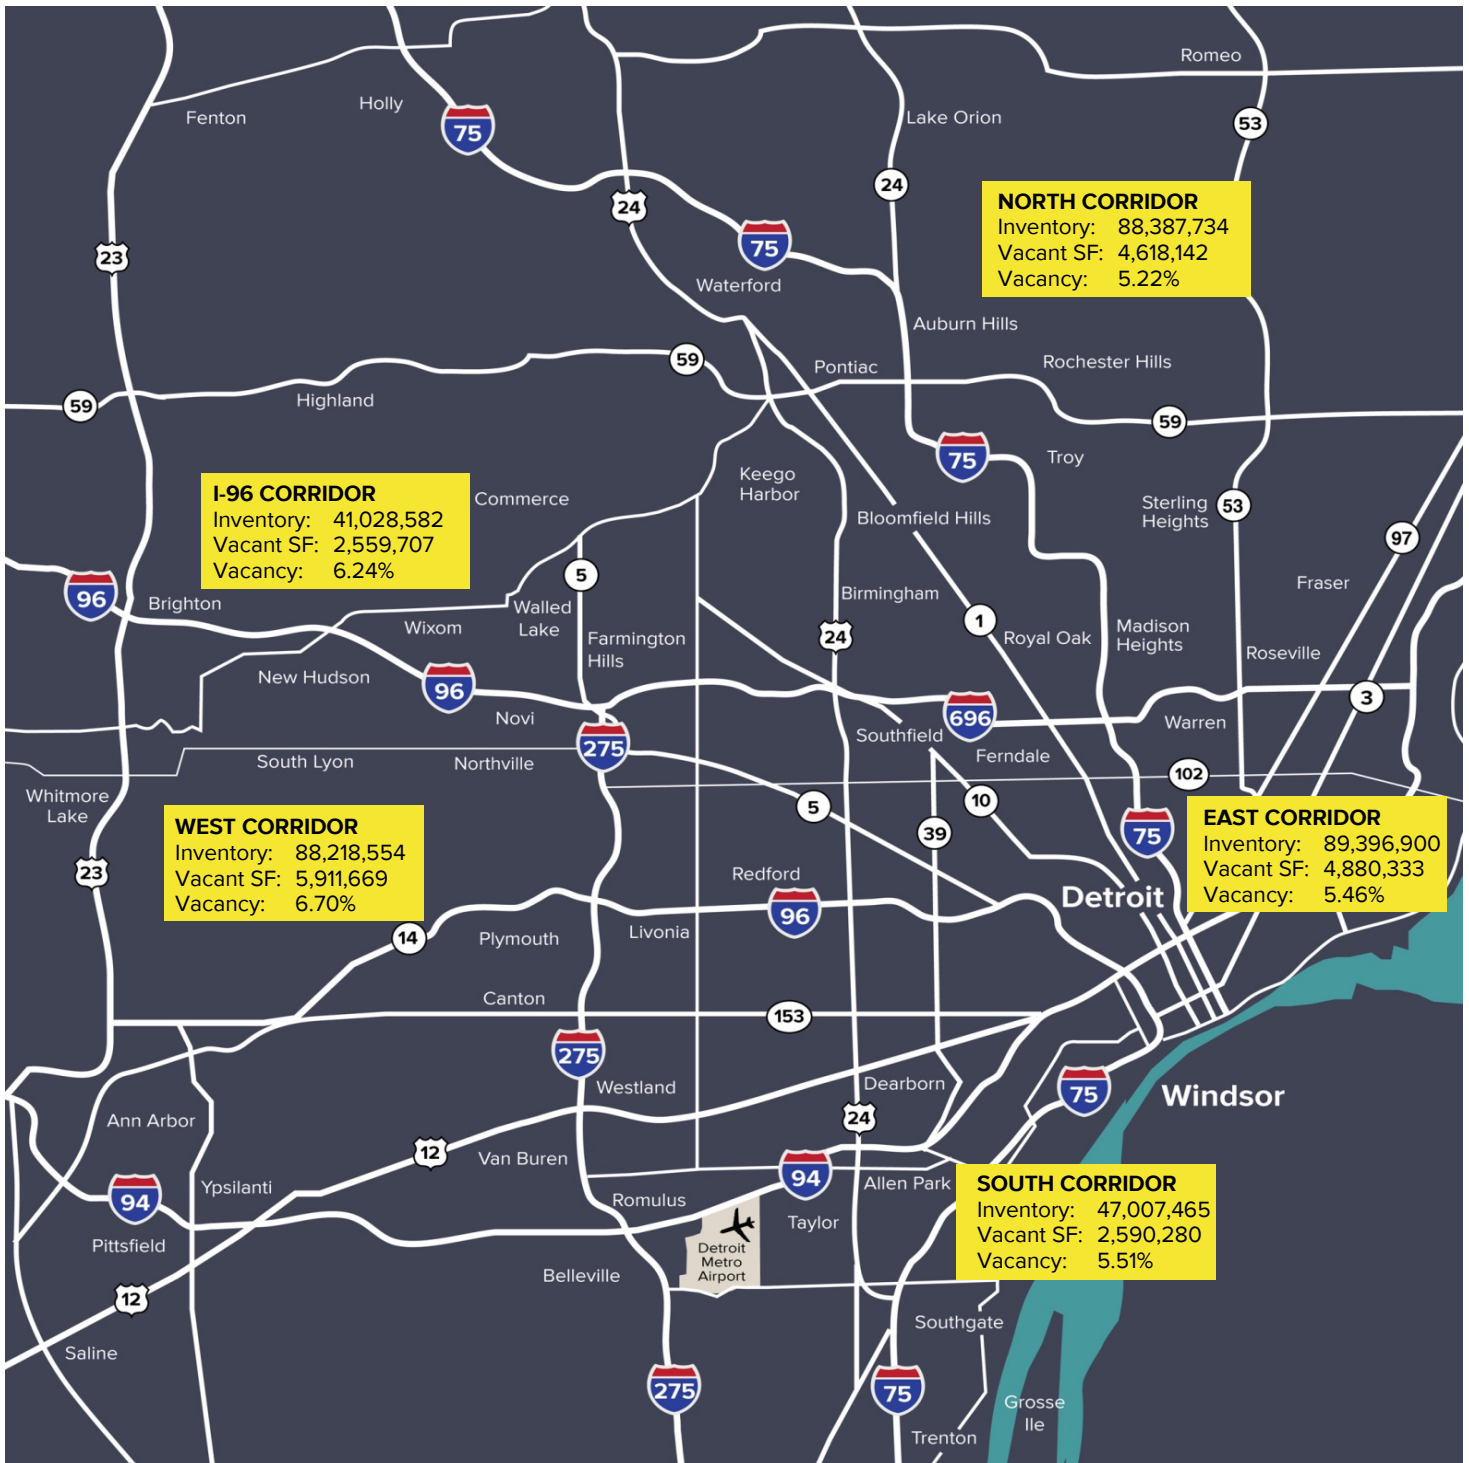 Romeo
Holly
Fenton
Lake Orion
53
75
24
24
NORTH CORRIDOR
Inventory: 88,387,734
Vacant SF: 4,618,142
Vacancy: 5.22%
23
75
Waterford
Auburn Hills
59
Pontiac
Rochester Hills
59
Highland
59
75
Troy
Keego
Harbor
I-96 CORRIDOR
Inventory: 41,028,582
Vacant SF: 2,559,707
Vacancy: 6.24%
Commerce
Bloomfield Hills
Sterling
Heights
53
97
5
96
Brighton
Walled
Lake
Wixom
Birmingham
Fraser
24
1
Royal Oak
Madison
Heights
Farmington
Hills
Roseville
New Hudson
96
3
Novi
696
Southfield
Warren
Ferndale
275
South Lyon
Northville
102
Whitmore
Lake
5
10
39
75
WEST CORRIDOR
Inventory: 88,218,554
Vacant SF: 5,911,669
Vacancy: 6.70%
EAST CORRIDOR
Inventory: 89,396,900
Vacant SF: 4,880,333
Vacancy: 5.46%
23
Redford
Detroit
96
14
Plymouth
Livonia
Canton
153
275
Westland
Dearborn
75
Windsor
Ann Arbor
24
12
Van Buren
94
Ypsilanti
94
Romulus
Allen Park
SOUTH CORRIDOR
Inventory: 47,007,465
Vacant SF: 2,590,280
Vacancy: 5.51%
Taylor
Pittsfield
Detroit
Metro
Airport
Belleville
12
Southgate
Saline
275
75
Grosse
Ile
Trenton